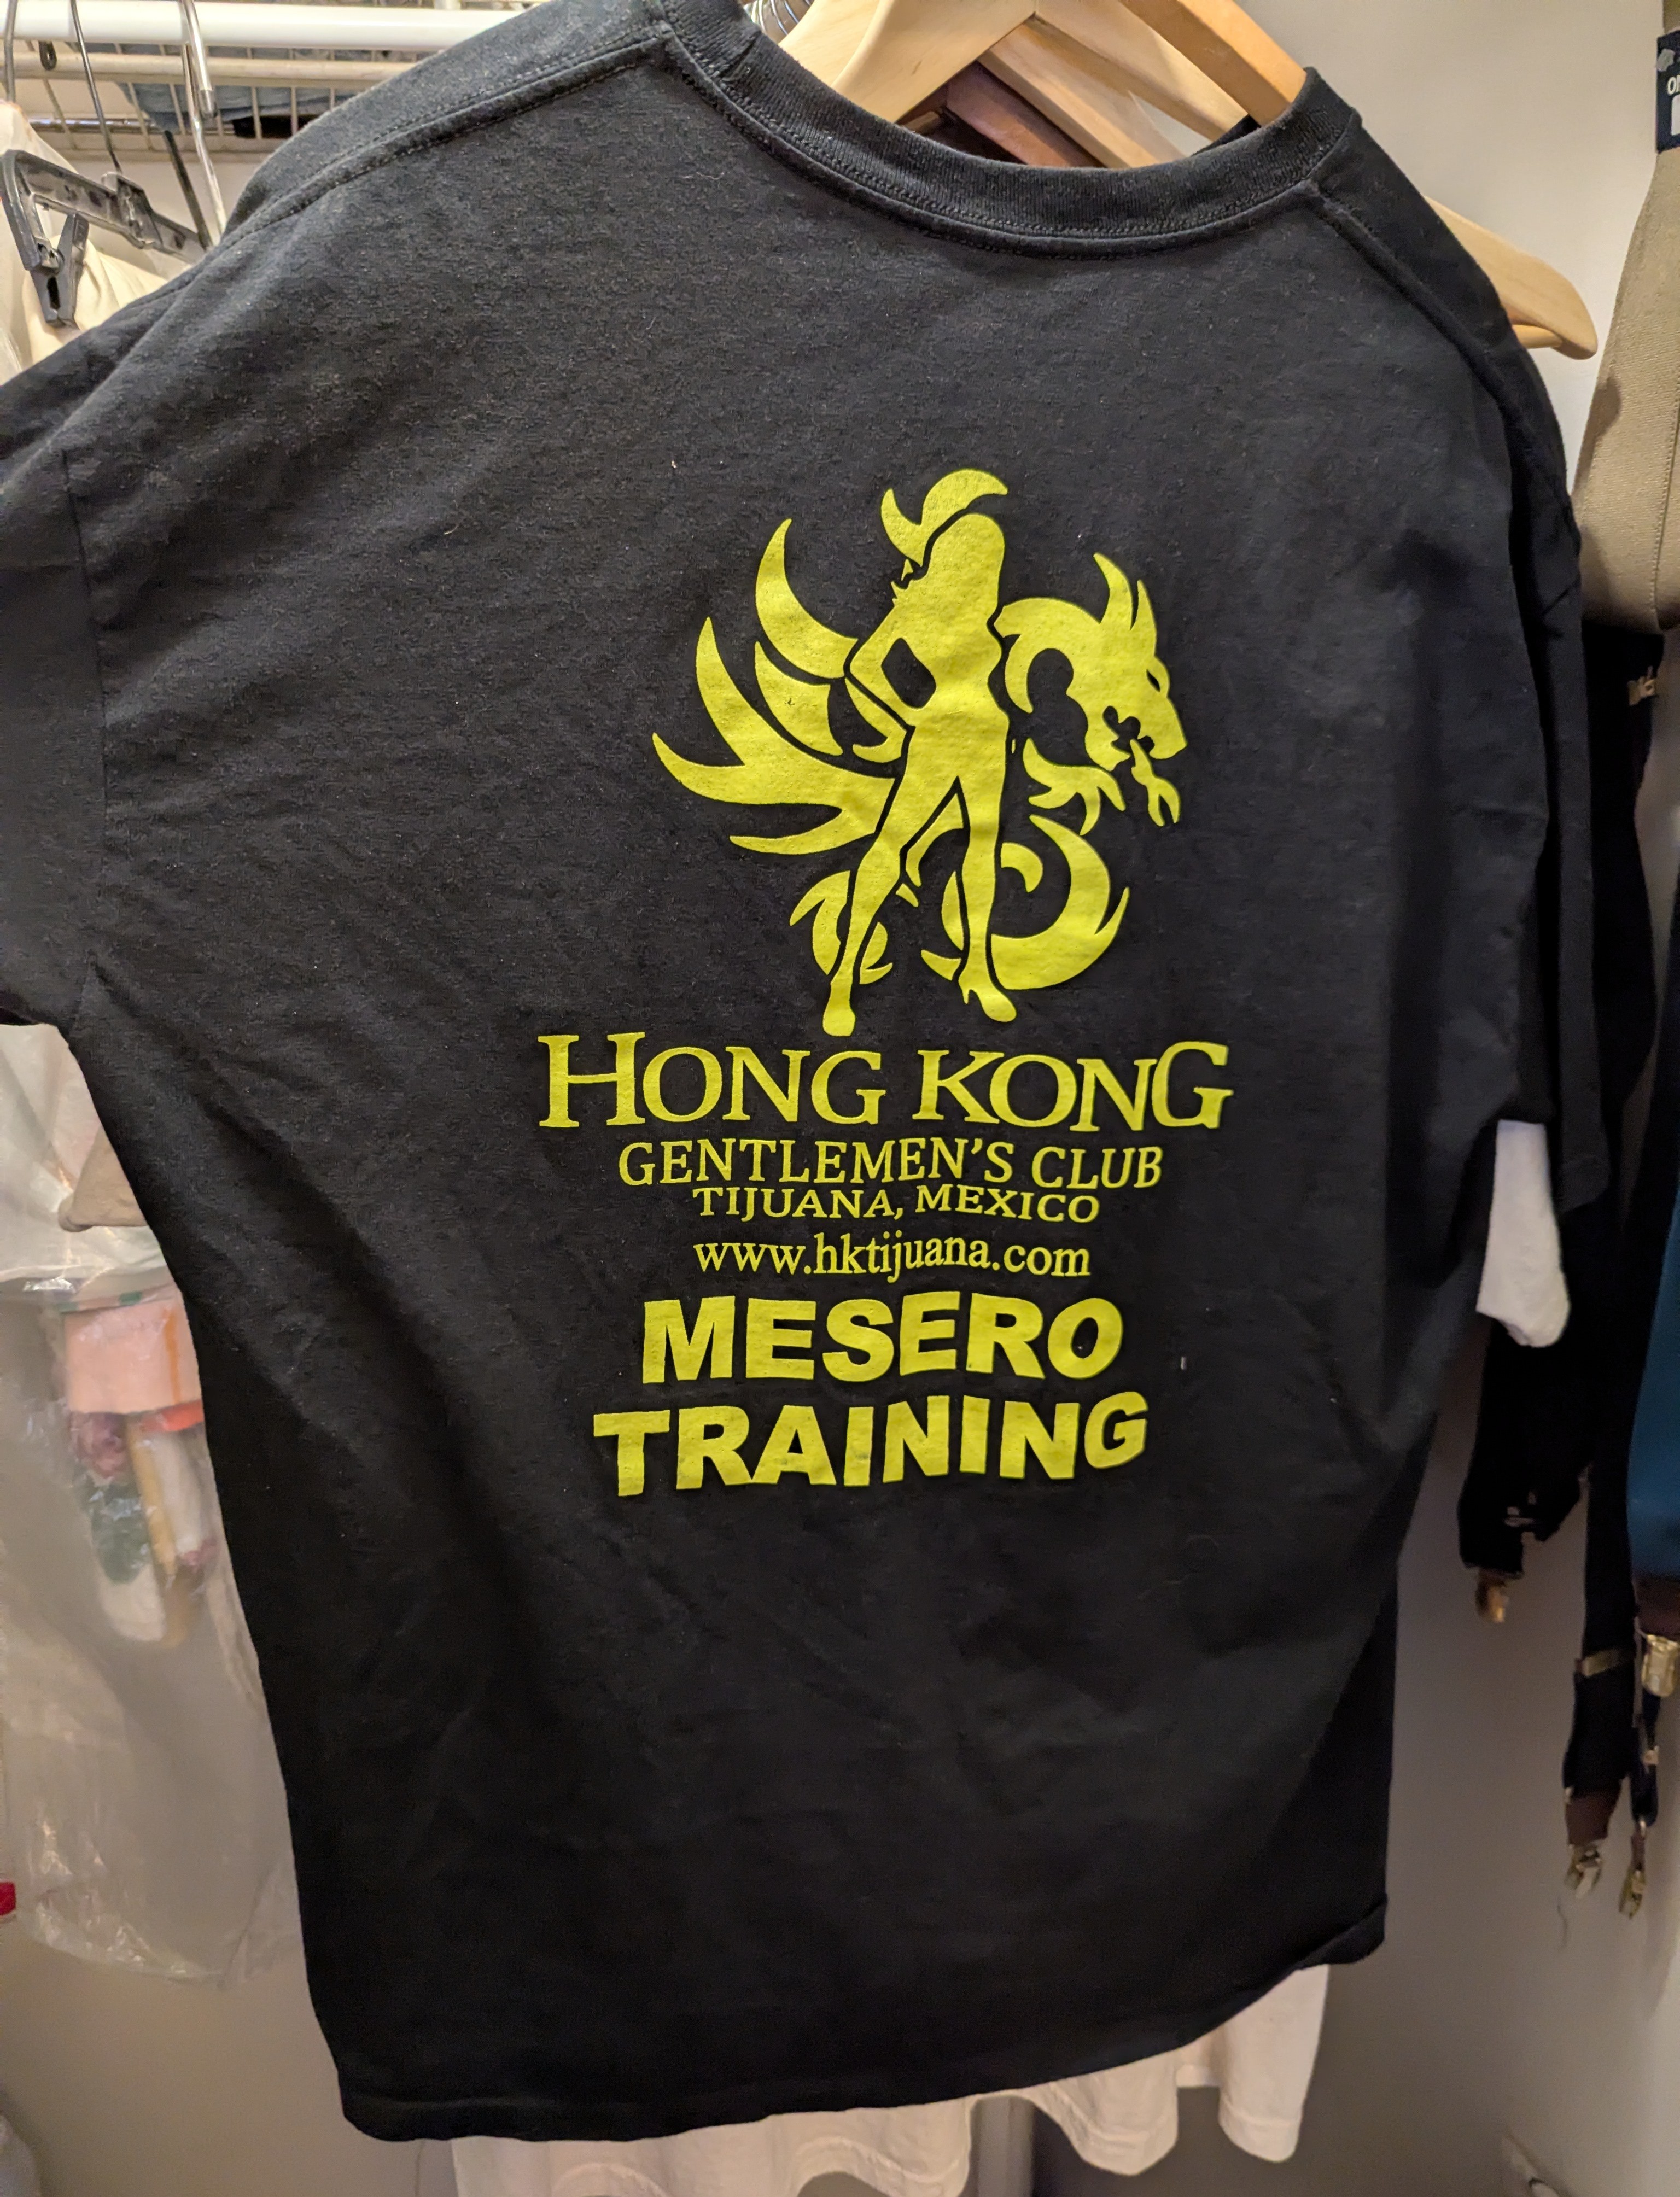 HONG KONG
GENTLEMEN'S CLUB
TIJUANA, MEXICO
www.hktijuana.com
MESERO
TRAINING